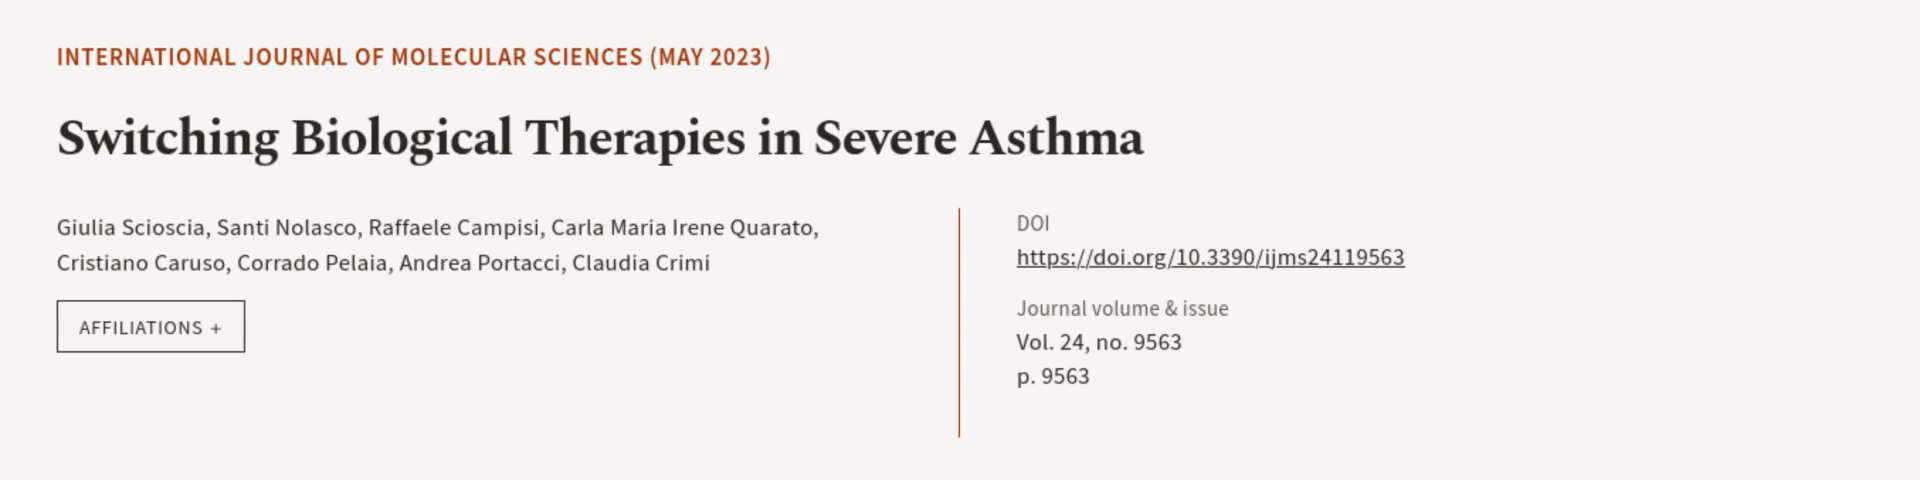 INTERNATIONAL JOURNAL OF MOLECULAR SCIENCES (MAY 2023)
Switching Biological Therapies in Severe Asthma
Giulia Scioscia, Santi Nolasco, Raffaele Campisi, Carla Maria Irene Quarato,
Cristiano Caruso, Corrado Pelaia, Andrea Portacci, Claudia Crimi
AFFILIATIONS +
DOI
https://doi.org/10.3390/ijms24119563
Journal volume & issue
Vol. 24, no. 9563
p. 9563